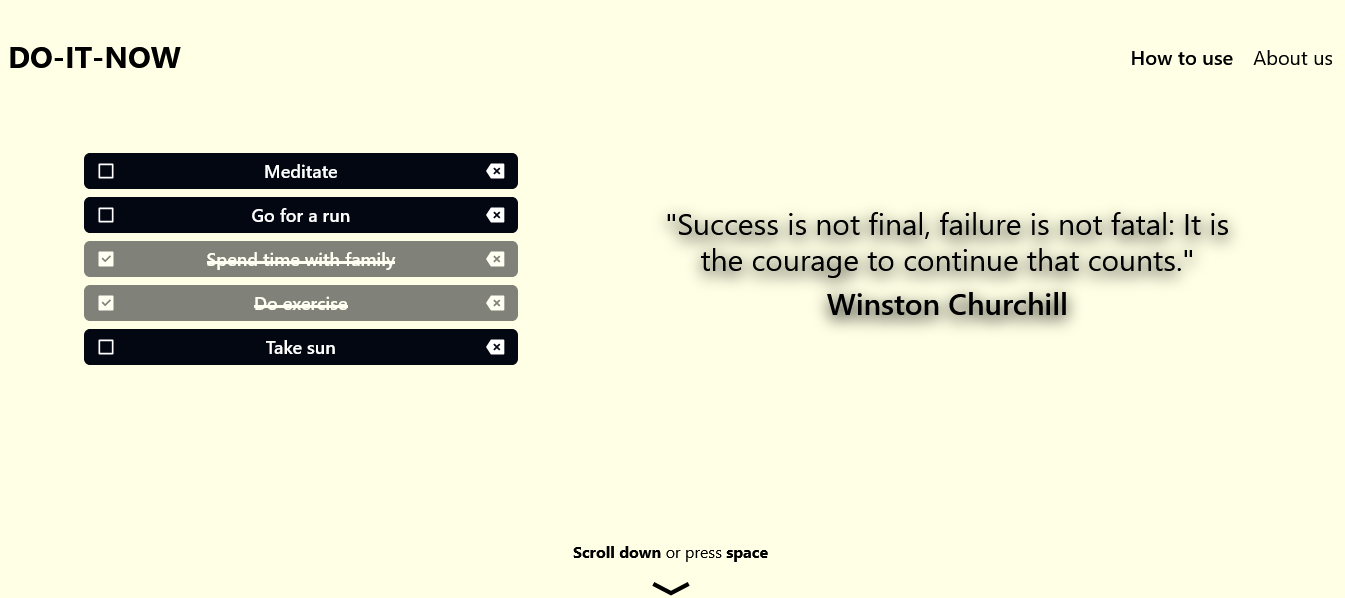 DO-IT-NOW
How to use
About us
Meditate
Go for a run
Spend time with family
Do exercise
Take sun
"Success is not final, failure is not fatal: It is
the courage to continue that counts."
Winston Churchill
Scroll down or press space